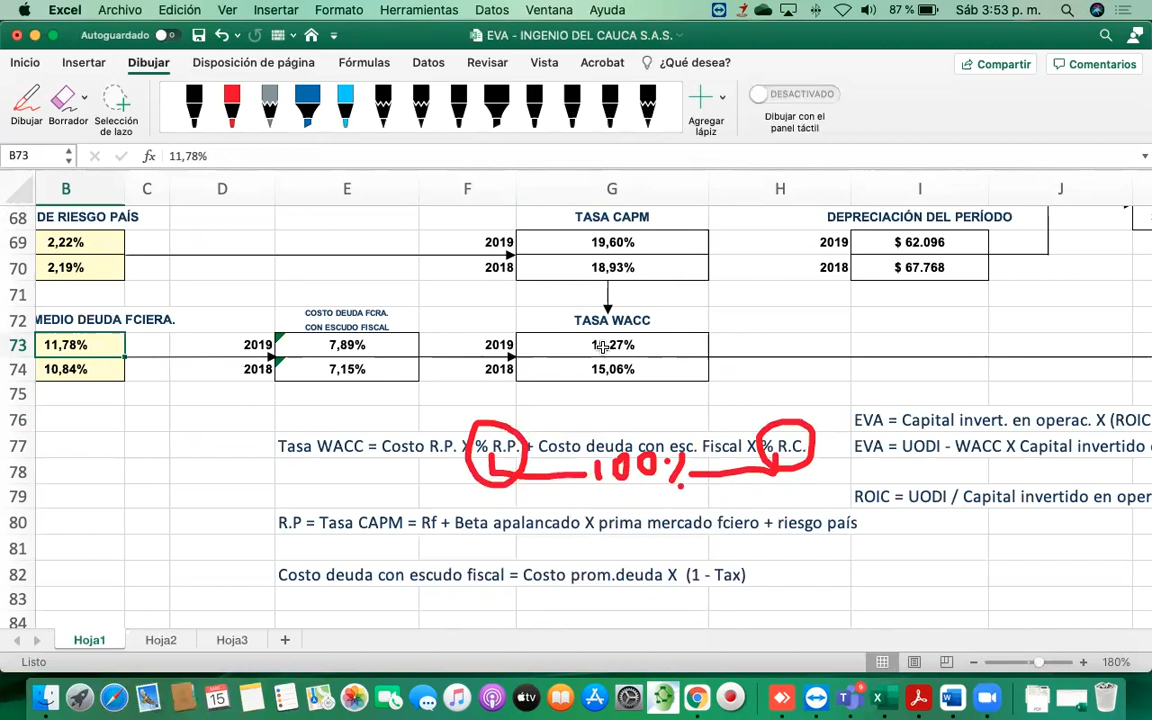 Excel Archivo Edición Ver Insertar Formato Herramientas Datos Ventana Ayuda 87 % Sáb 3:53 p. m.
Autoguardado EVA - INGENIO DEL CAUCA S.A.S.
Inicio Insertar Dibujar Disposición de página Fórmulas Datos Revisar Vista Acrobat ¿Qué desea? Compartir Comentarios
Dibujar Borrador Selección de lazo Agregar lápiz DESACTIVADO Dibujar con el panel táctil
B73 fx 11,78%
B C D E F G H I J
68 DE RIESGO PAÍS TASA CAPM DEPRECIACIÓN DEL PERÍODO
69 2,22% 2019 19,60% 2019 $ 62.096
70 2,19% 2018 18,93% 2018 $ 67.768
71
72 MEDIO DEUDA FCIERA. COSTO DEUDA FCRA. CON ESCUDO FISCAL TASA WACC
73 11,78% 2019 7,89% 2019 27%
74 10,84% 2018 7,15% 2018 15,06%
75
76 EVA = Capital invert. en operac. X (ROIC
77 Tasa WACC = Costo R.P. X % R.P. + Costo deuda con esc. Fiscal X % R.C. EVA = UODI - WACC X Capital invertido
100%
78
79 ROIC = UODI / Capital invertido en oper
80 R.P = Tasa CAPM = Rf + Beta apalancado X prima mercado fciero + riesgo país
81
82 Costo deuda con escudo fiscal = Costo prom.deuda X (1 - Tax)
83
84
Hoja1 Hoja2 Hoja3 +
Listo 180%